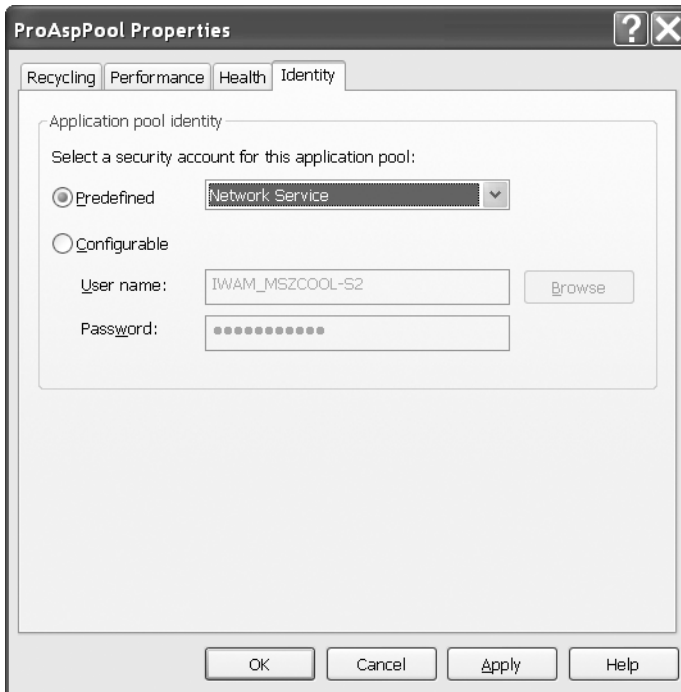 ProAspPool Properties
Recycling Performance Health Identity
Application pool identity
Select a security account for this application pool:
Predefined Network Service
Configurable
User name: IWAM_MSZCOOL-S2 Browse
Password: ●●●●●●●●●●●
OK Cancel Apply Help